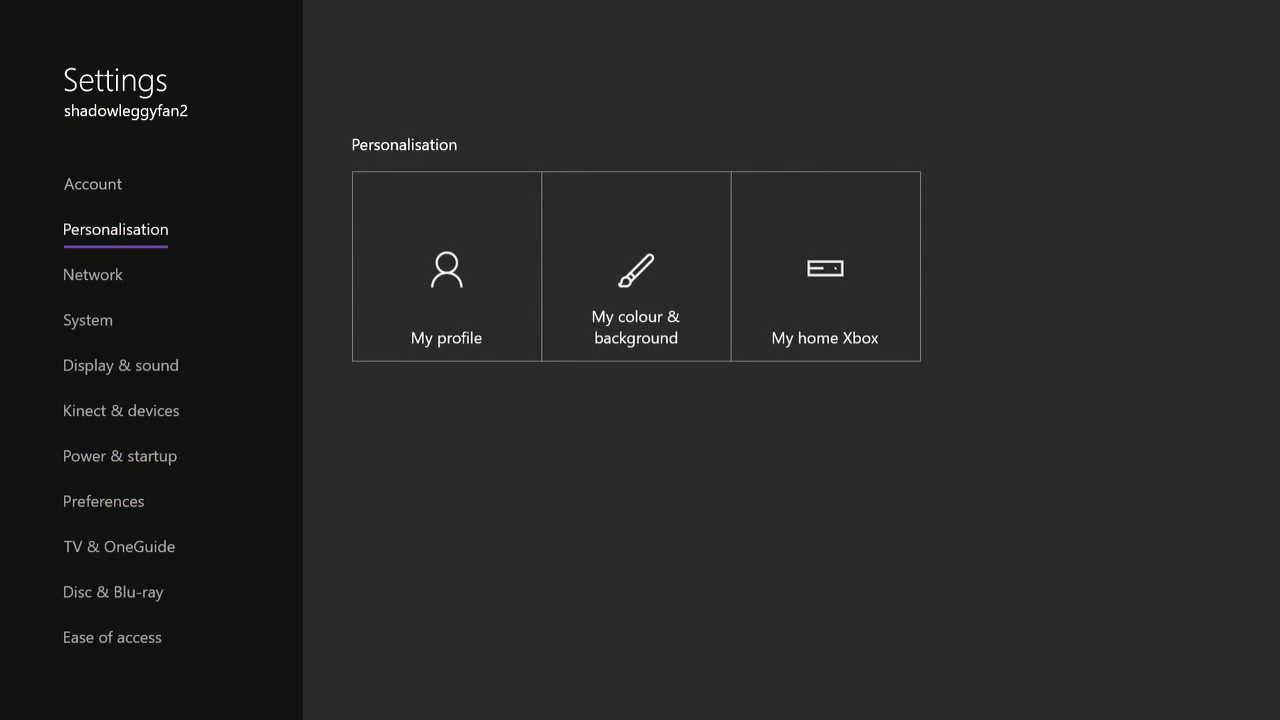 Settings
shadowleggyfan2
Account
Personalisation
Network
System
Display & sound
Kinect & devices
Power & startup
Preferences
TV & OneGuide
Disc & Blu-ray
Ease of access
Personalisation
My profile
My colour &
background
My home Xbox